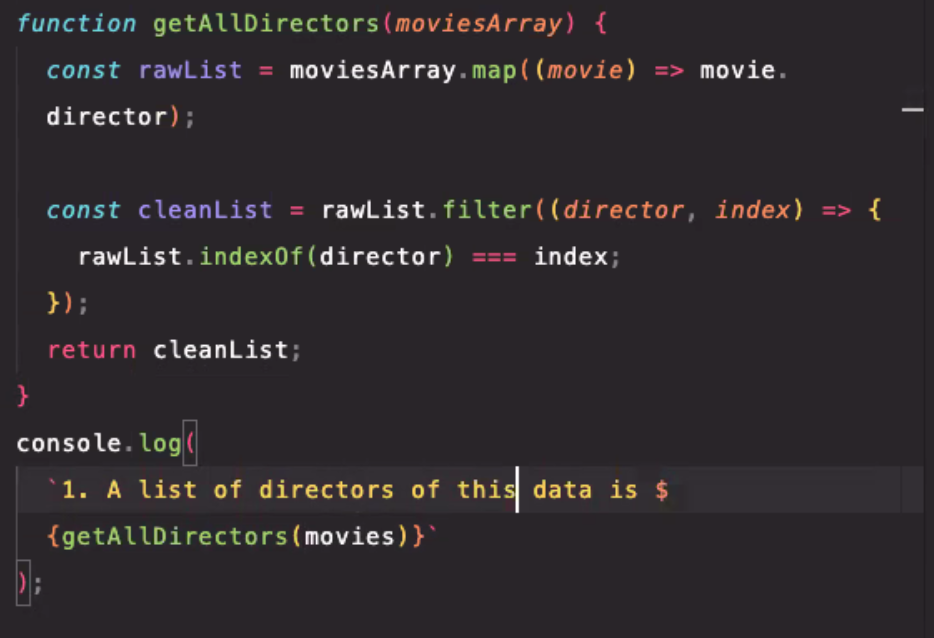 function getAllDirectors(moviesArray) {
  const rawList = moviesArray.map((movie) => movie.
  director);
  const cleanList = rawList.filter((director, index) => {
    rawList.indexOf(director) === index;
  });
  return cleanList;
}
console.log(
  `1. A list of directors of this data is $
  {getAllDirectors(movies)}`
);